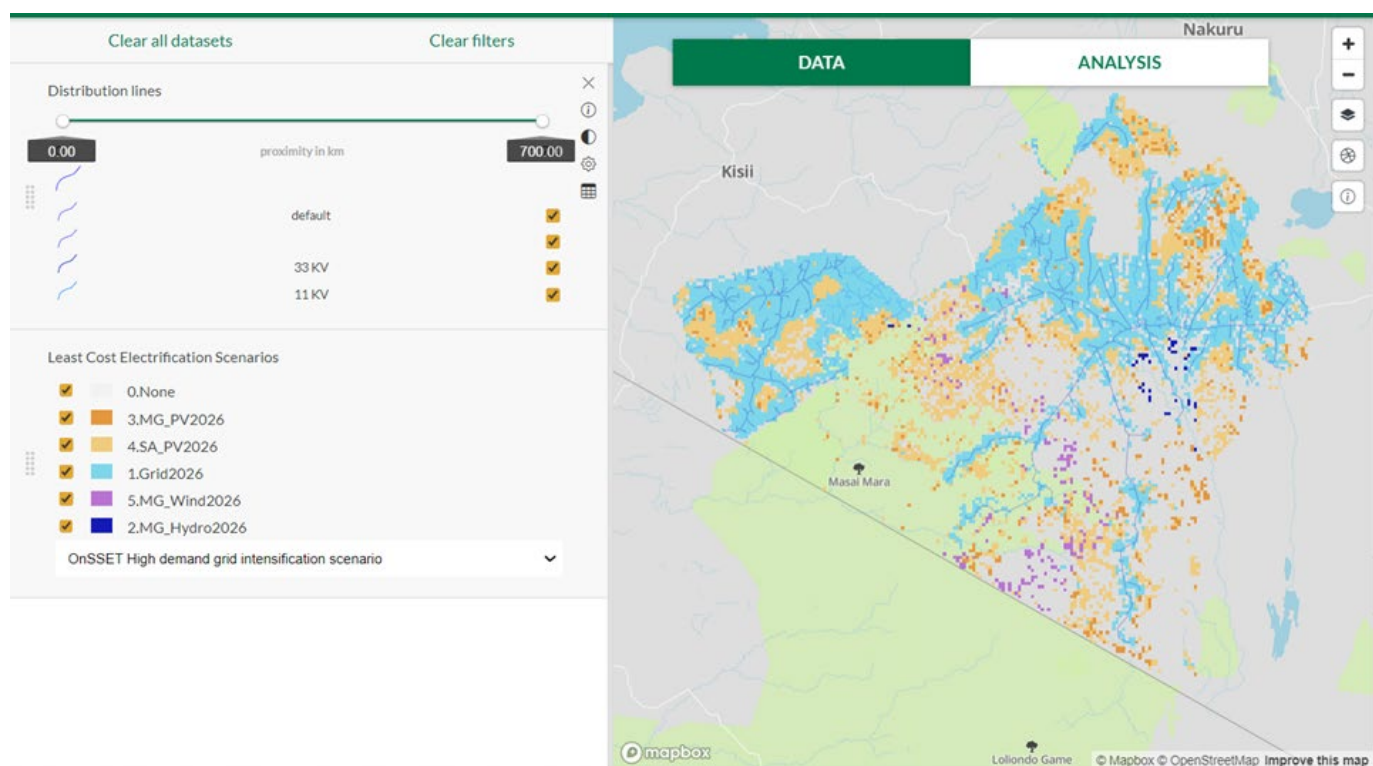 Clear all datasets
Clear filters
Distribution lines
0.00
proximity in km
700.00
default
33 KV
11 KV
Least Cost Electrification Scenarios
0.None
3.MG_PV2026
4.SA_PV2026
1.Grid2026
5.MG_Wind2026
2.MG_Hydro2026
OnSSET High demand grid intensification scenario
DATA
ANALYSIS
Nakuru
Kisii
Masai Mara
Loliondo Game
mapbox
© Mapbox © OpenStreetMap Improve this map